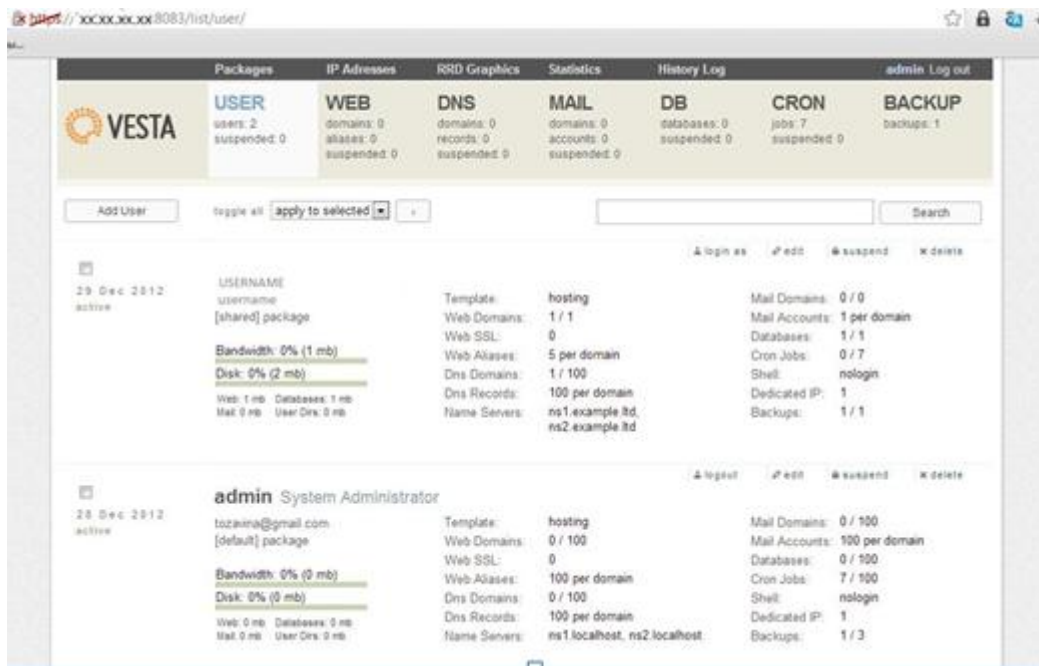 https://xx.xx.xx.xx:8083/list/user/
Packages IP Adresses RRD Graphics Statistics History Log admin Log out
VESTA
USER WEB DNS MAIL DB CRON BACKUP
users: 2 domains: 0 domains: 0 domains: 0 databases: 0 jobs: 7 backups: 1
suspended: 0 aliases: 0 records: 0 accounts: 0 suspended: 0 suspended: 0
suspended: 0 suspended: 0 suspended: 0
Add User toggle all apply to selected › Search
login as edit suspend delete
29 Dec 2012
active
USERNAME
username
[shared] package
Bandwidth: 0% (1 mb)
Disk: 0% (2 mb)
Web: 1 mb Databases: 1 mb
Mail: 0 mb User Dirs: 0 mb
Template: hosting
Web Domains: 1 / 1
Web SSL: 0
Web Aliases: 5 per domain
Dns Domains: 1 / 100
Dns Records: 100 per domain
Name Servers: ns1.example.ltd,
ns2.example.ltd
Mail Domains: 0 / 0
Mail Accounts: 1 per domain
Databases: 1 / 1
Cron Jobs: 0 / 7
Shell: nologin
Dedicated IP: 1
Backups: 1 / 1
logout edit suspend delete
28 Dec 2012
active
admin System Administrator
tozavina@gmail.com
[default] package
Bandwidth: 0% (0 mb)
Disk: 0% (0 mb)
Web: 0 mb Databases: 0 mb
Mail: 0 mb User Dirs: 0 mb
Template: hosting
Web Domains: 0 / 100
Web SSL: 0
Web Aliases: 100 per domain
Dns Domains: 0 / 100
Dns Records: 100 per domain
Name Servers: ns1.localhost, ns2.localhost
Mail Domains: 0 / 100
Mail Accounts: 100 per domain
Databases: 0 / 100
Cron Jobs: 7 / 100
Shell: nologin
Dedicated IP: 1
Backups: 1 / 3